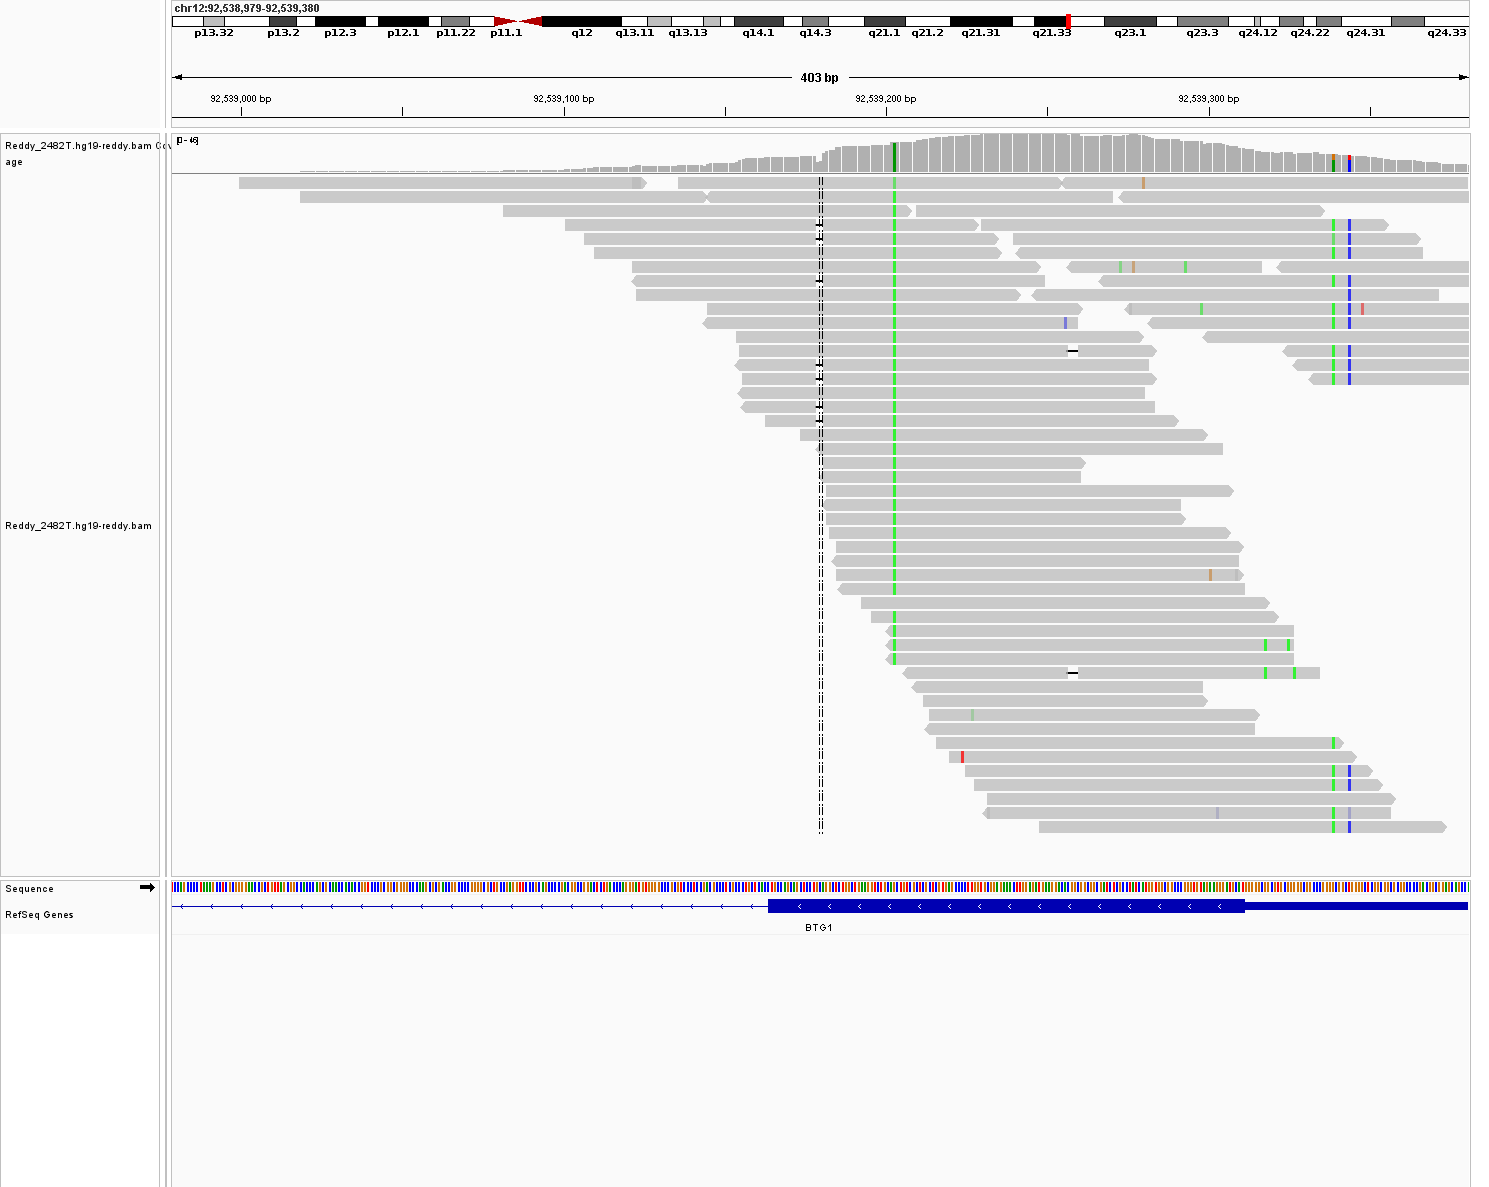 chr12:92,538,979-92,539,380
p13.32 p13.2 p12.3 p12.1 p11.22 p11.1 q12 q13.11 q13.13 q14.1 q14.3 q21.1 q21.2 q21.31 q21.33 q23.1 q23.3 q24.12 q24.22 q24.31 q24.33
403 bp
92,539,000 bp 92,539,100 bp 92,539,200 bp 92,539,300 bp
Reddy_2482T.hg19-reddy.bam Cov
age
[0 - 46]
Reddy_2482T.hg19-reddy.bam
Sequence
RefSeq Genes
BTG1